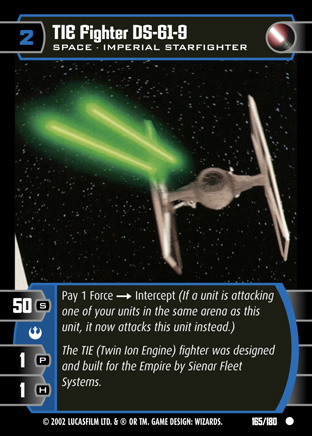 2 TIE Fighter DS-61-9
SPACE · IMPERIAL STARFIGHTER
50 S
1 P
1 H
Pay 1 Force → Intercept (If a unit is attacking
one of your units in the same arena as this
unit, it now attacks this unit instead.)
The TIE (Twin Ion Engine) fighter was designed
and built for the Empire by Sienar Fleet
Systems.
© 2002 LUCASFILM LTD. & ® OR TM. GAME DESIGN: WIZARDS. 165/180